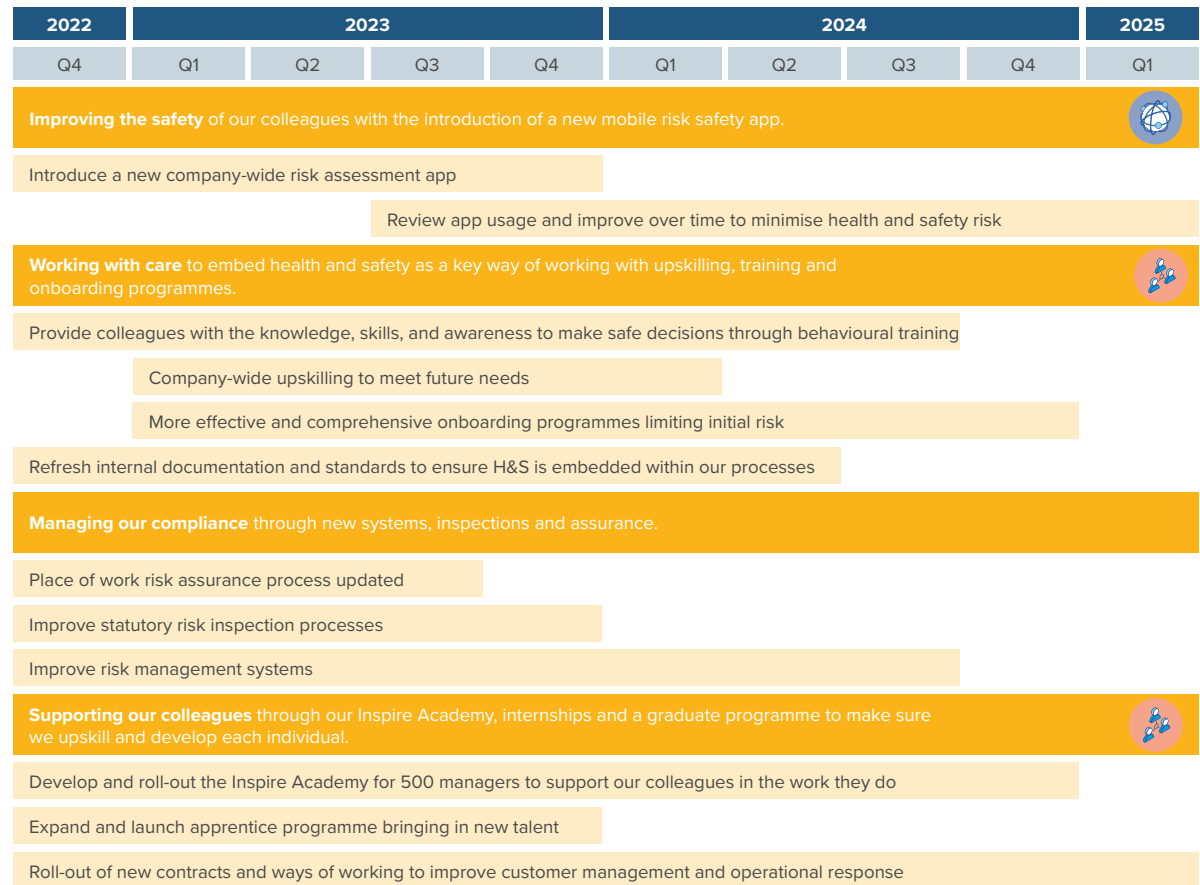 2022 2023 2024 2025
Q4 Q1 Q2 Q3 Q4 Q1 Q2 Q3 Q4 Q1
Improving the safety of our colleagues with the introduction of a new mobile risk safety app.
Introduce a new company-wide risk assessment app
Review app usage and improve over time to minimise health and safety risk
Working with care to embed health and safety as a key way of working with upskilling, training and
onboarding programmes.
Provide colleagues with the knowledge, skills, and awareness to make safe decisions through behavioural training
Company-wide upskilling to meet future needs
More effective and comprehensive onboarding programmes limiting initial risk
Refresh internal documentation and standards to ensure H&S is embedded within our processes
Managing our compliance through new systems, inspections and assurance.
Place of work risk assurance process updated
Improve statutory risk inspection processes
Improve risk management systems
Supporting our colleagues through our Inspire Academy, internships and a graduate programme to make sure
we upskill and develop each individual.
Develop and roll-out the Inspire Academy for 500 managers to support our colleagues in the work they do
Expand and launch apprentice programme bringing in new talent
Roll-out of new contracts and ways of working to improve customer management and operational response